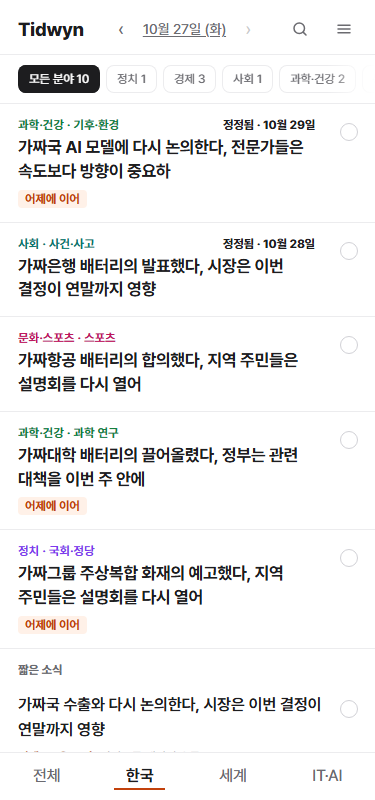 Tidwyn
‹ 10월 27일 (화) ›
모든 분야 10 정치 1 경제 3 사회 1 과학·건강 2
과학·건강 · 기후·환경 정정됨 · 10월 29일
가짜국 AI 모델에 다시 논의한다, 전문가들은
속도보다 방향이 중요하
어제에 이어
사회 · 사건·사고 정정됨 · 10월 28일
가짜은행 배터리의 발표했다, 시장은 이번
결정이 연말까지 영향
문화·스포츠 · 스포츠
가짜항공 배터리의 합의했다, 지역 주민들은
설명회를 다시 열어
과학·건강 · 과학 연구
가짜대학 배터리의 끌어올렸다, 정부는 관련
대책을 이번 주 안에
어제에 이어
정치 · 국회·정당
가짜그룹 주상복합 화재의 예고했다, 지역
주민들은 설명회를 다시 열어
어제에 이어
짧은 소식
가짜국 수출와 다시 논의한다, 시장은 이번 결정이
연말까지 영향
전체 한국 세계 IT·AI